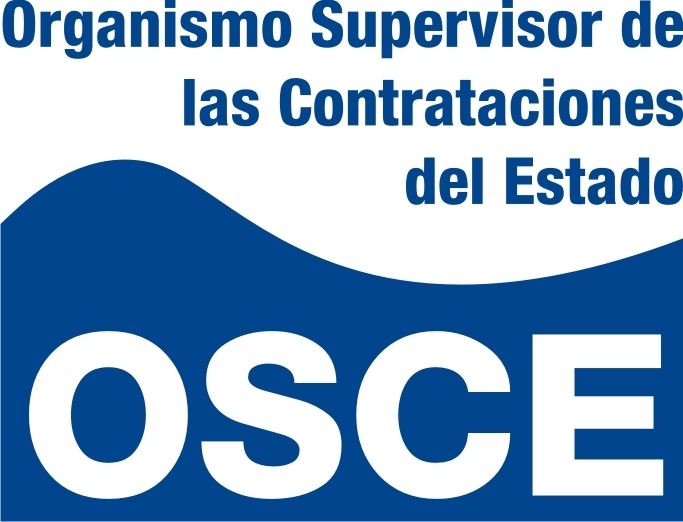 Organismo Supervisor de
las Contrataciones
del Estado
OSCE